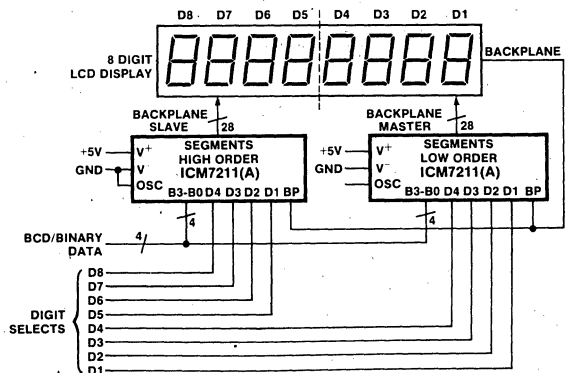 D8 D7 D6 D5 D4 D3 D2 D1
8 DIGIT
LCD DISPLAY
BACKPLANE
BACKPLANE
SLAVE
28
BACKPLANE
MASTER
28
+5V
GND
V+
V-
OSC
SEGMENTS
HIGH ORDER
ICM7211(A)
B3-B0 D4 D3 D2 D1 BP
+5V
GND
V+
V-
OSC
SEGMENTS
LOW ORDER
ICM7211(A)
B3-B0 D4 D3 D2 D1 BP
4
4
BCD/BINARY
DATA
4
DIGIT
SELECTS
D8
D7
D6
D5
D4
D3
D2
D1